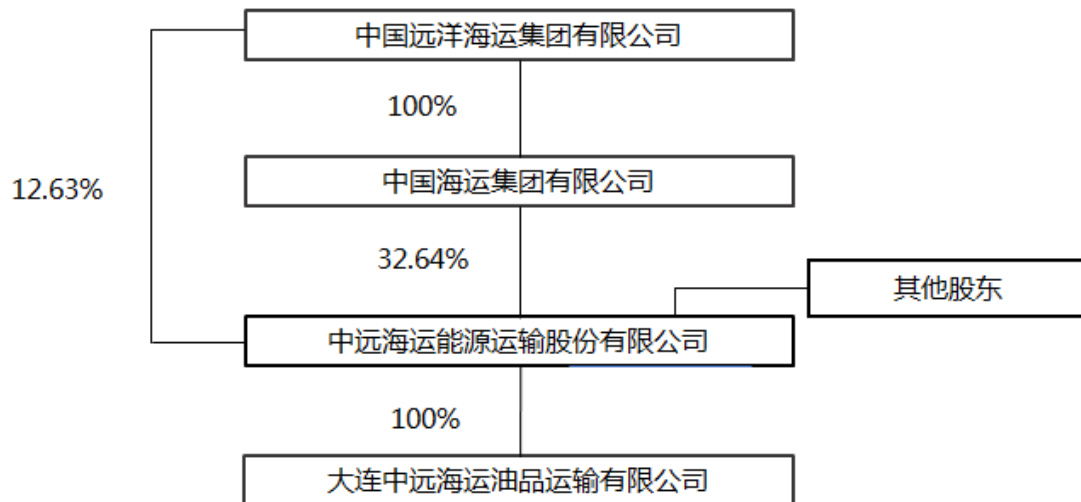 中国远洋海运集团有限公司
100%
中国海运集团有限公司
12.63%
32.64%
其他股东
中远海运能源运输股份有限公司
100%
大连中远海运油品运输有限公司